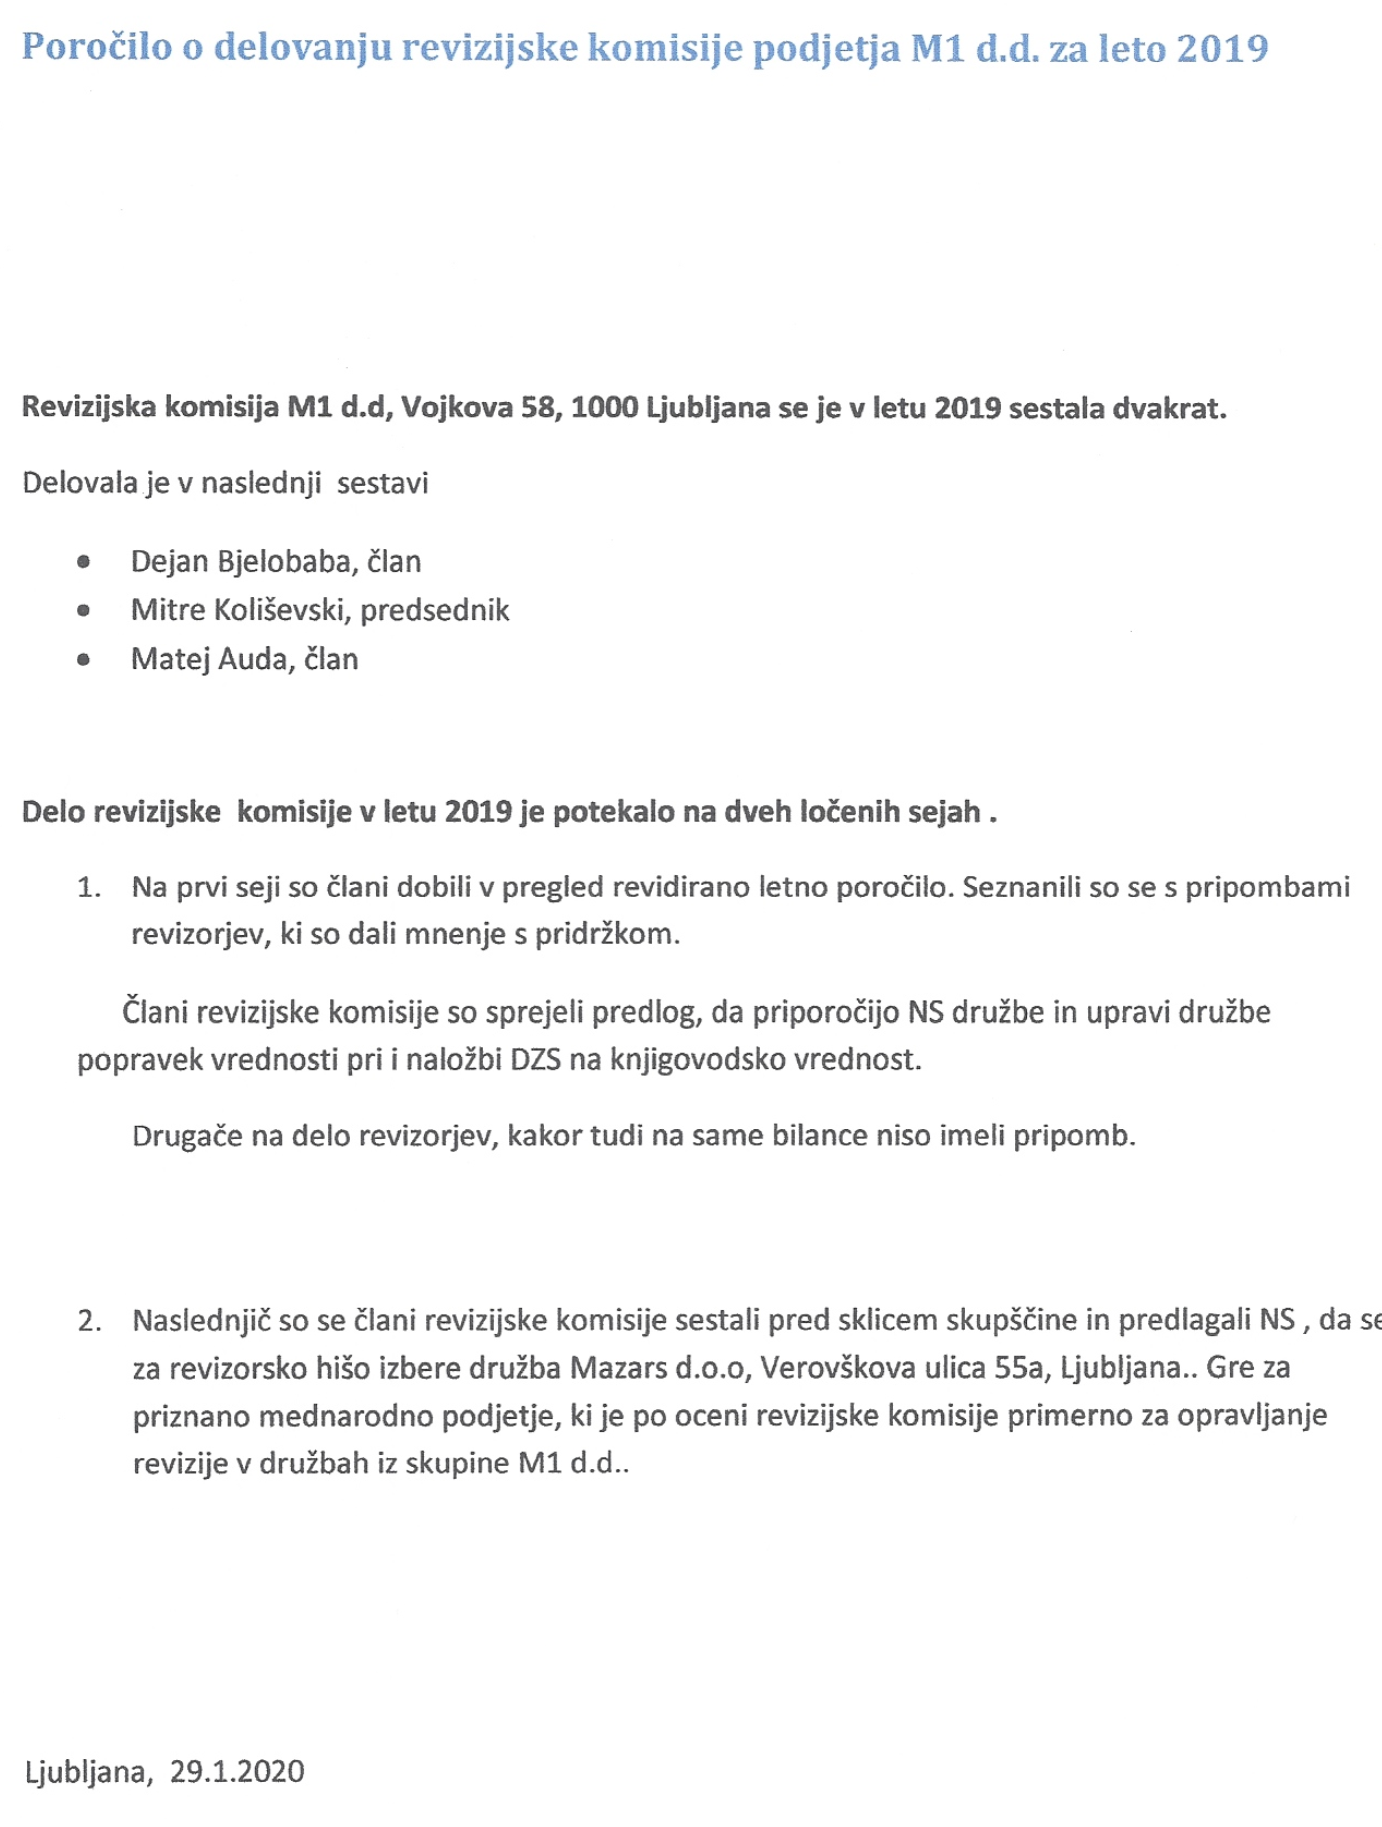 Poročilo o delovanju revizijske komisije podjetja M1 d.d. za leto 2019
Revizijska komisija M1 d.d, Vojkova 58, 1000 Ljubljana se je v letu 2019 sestala dvakrat.
Delovala je v naslednji sestavi
• Dejan Bjelobaba, član
• Mitre Koliševski, predsednik
• Matej Auda, član
Delo revizijske komisije v letu 2019 je potekalo na dveh ločenih sejah .
1. Na prvi seji so člani dobili v pregled revidirano letno poročilo. Seznanili so se s pripombami
revizorjev, ki so dali mnenje s pridržkom.
Člani revizijske komisije so sprejeli predlog, da priporočijo NS družbe in upravi družbe
popravek vrednosti pri i naložbi DZS na knjigovodsko vrednost.
Drugače na delo revizorjev, kakor tudi na same bilance niso imeli pripomb.
2. Naslednjič so se člani revizijske komisije sestali pred sklicem skupščine in predlagali NS , da se
za revizorsko hišo izbere družba Mazars d.o.o, Verovškova ulica 55a, Ljubljana.. Gre za
priznano mednarodno podjetje, ki je po oceni revizijske komisije primerno za opravljanje
revizije v družbah iz skupine M1 d.d..
Ljubljana, 29.1.2020